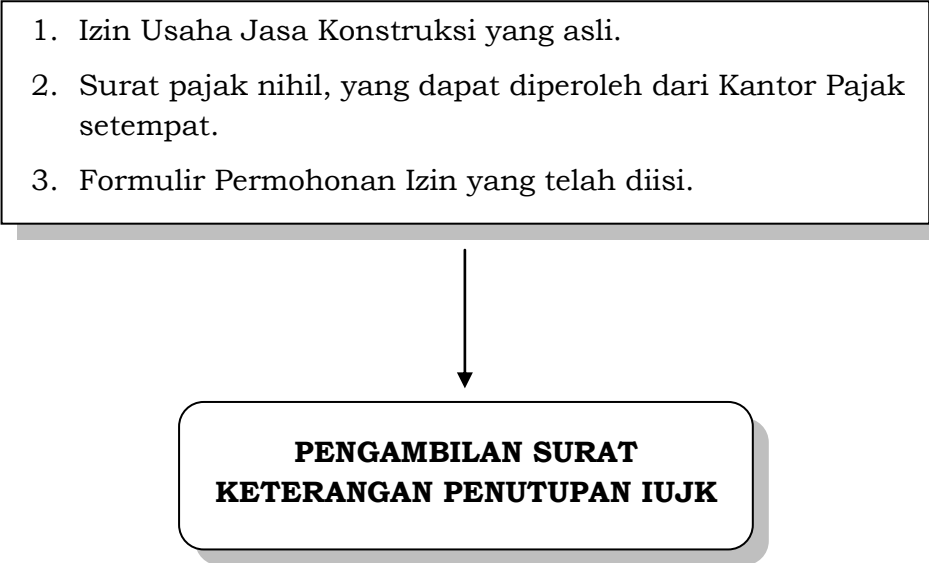 1. Izin Usaha Jasa Konstruksi yang asli.
2. Surat pajak nihil, yang dapat diperoleh dari Kantor Pajak
setempat.
3. Formulir Permohonan Izin yang telah diisi.
PENGAMBILAN SURAT
KETERANGAN PENUTUPAN IUJK